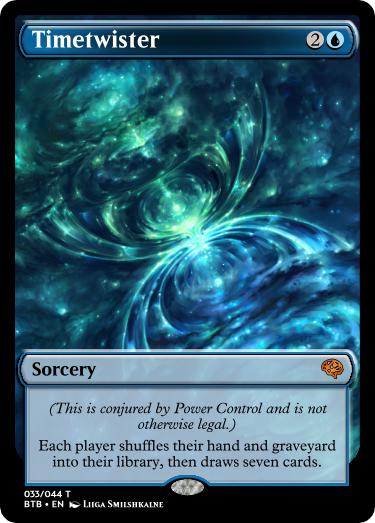 Timetwister 2
Sorcery
(This is conjured by Power Control and is not
otherwise legal.)
Each player shuffles their hand and graveyard
into their library, then draws seven cards.
033/044 T
BTB • EN Liiga Smilshkalne